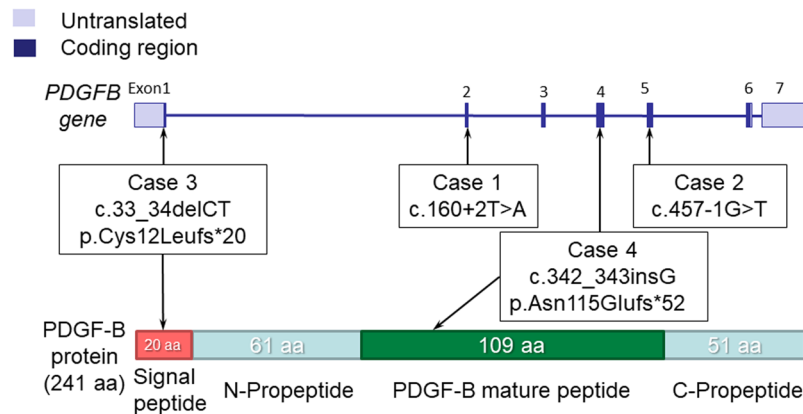 Untranslated
Coding region
PDGFB
gene
Exon1
2
3
4
5
6
7
Case 3
c.33_34delCT
p.Cys12Leufs*20
Case 1
c.160+2T>A
Case 2
c.457-1G>T
Case 4
c.342_343insG
p.Asn115Glufs*52
PDGF-B
protein
(241 aa)
20 aa
61 aa
109 aa
51 aa
Signal
peptide
N-Propeptide
PDGF-B mature peptide
C-Propeptide